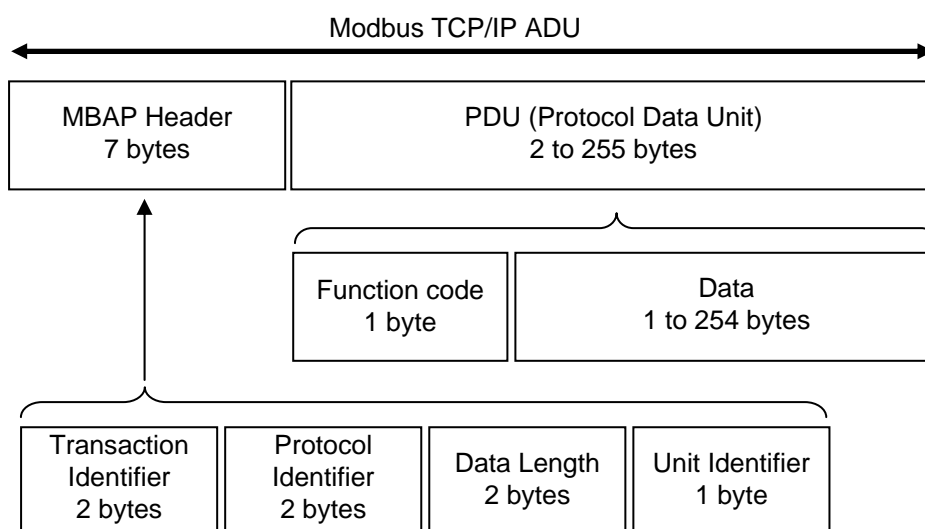 Modbus TCP/IP ADU
MBAP Header
7 bytes
PDU (Protocol Data Unit)
2 to 255 bytes
Function code
1 byte
Data
1 to 254 bytes
Transaction
Identifier
2 bytes
Protocol
Identifier
2 bytes
Data Length
2 bytes
Unit Identifier
1 byte